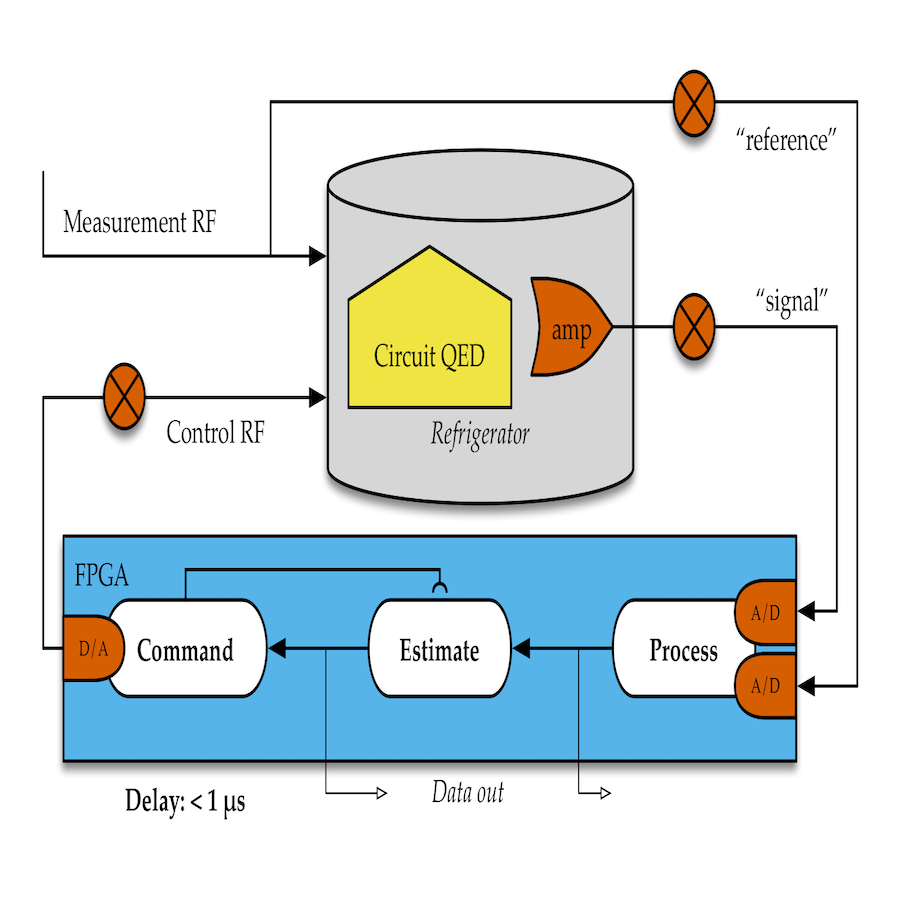 “reference”
Measurement RF
“signal”
amp
Circuit QED
Control RF
Refrigerator
FPGA
A/D
D/A
Command
Estimate
Process
A/D
Data out
Delay: < 1 µs